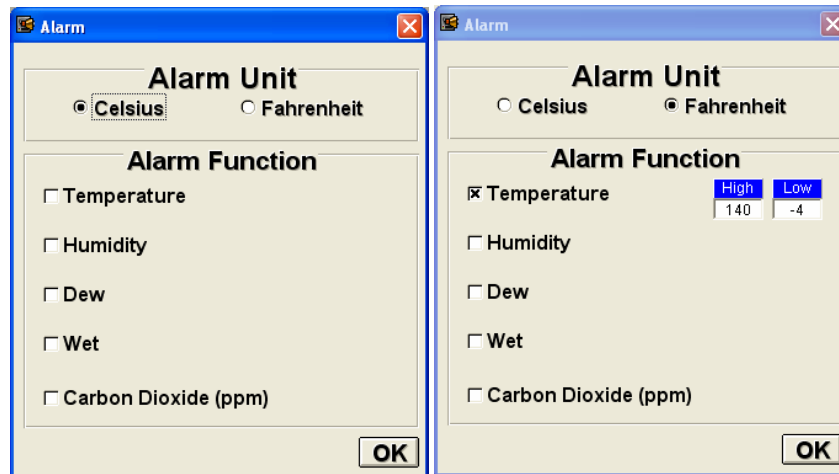 Alarm
Alarm Unit
Celsius Fahrenheit
Alarm Function
Temperature
Humidity
Dew
Wet
Carbon Dioxide (ppm)
OK
Alarm
Alarm Unit
Celsius Fahrenheit
Alarm Function
Temperature High Low
140 -4
Humidity
Dew
Wet
Carbon Dioxide (ppm)
OK